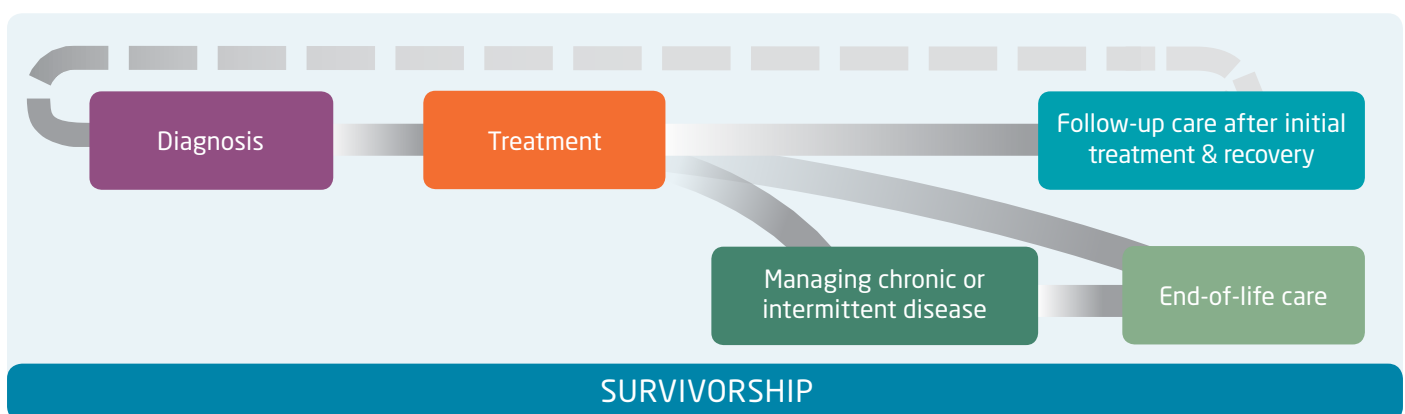 Diagnosis
Treatment
Follow-up care after initial
treatment & recovery
Managing chronic or
intermittent disease
End-of-life care
SURVIVORSHIP